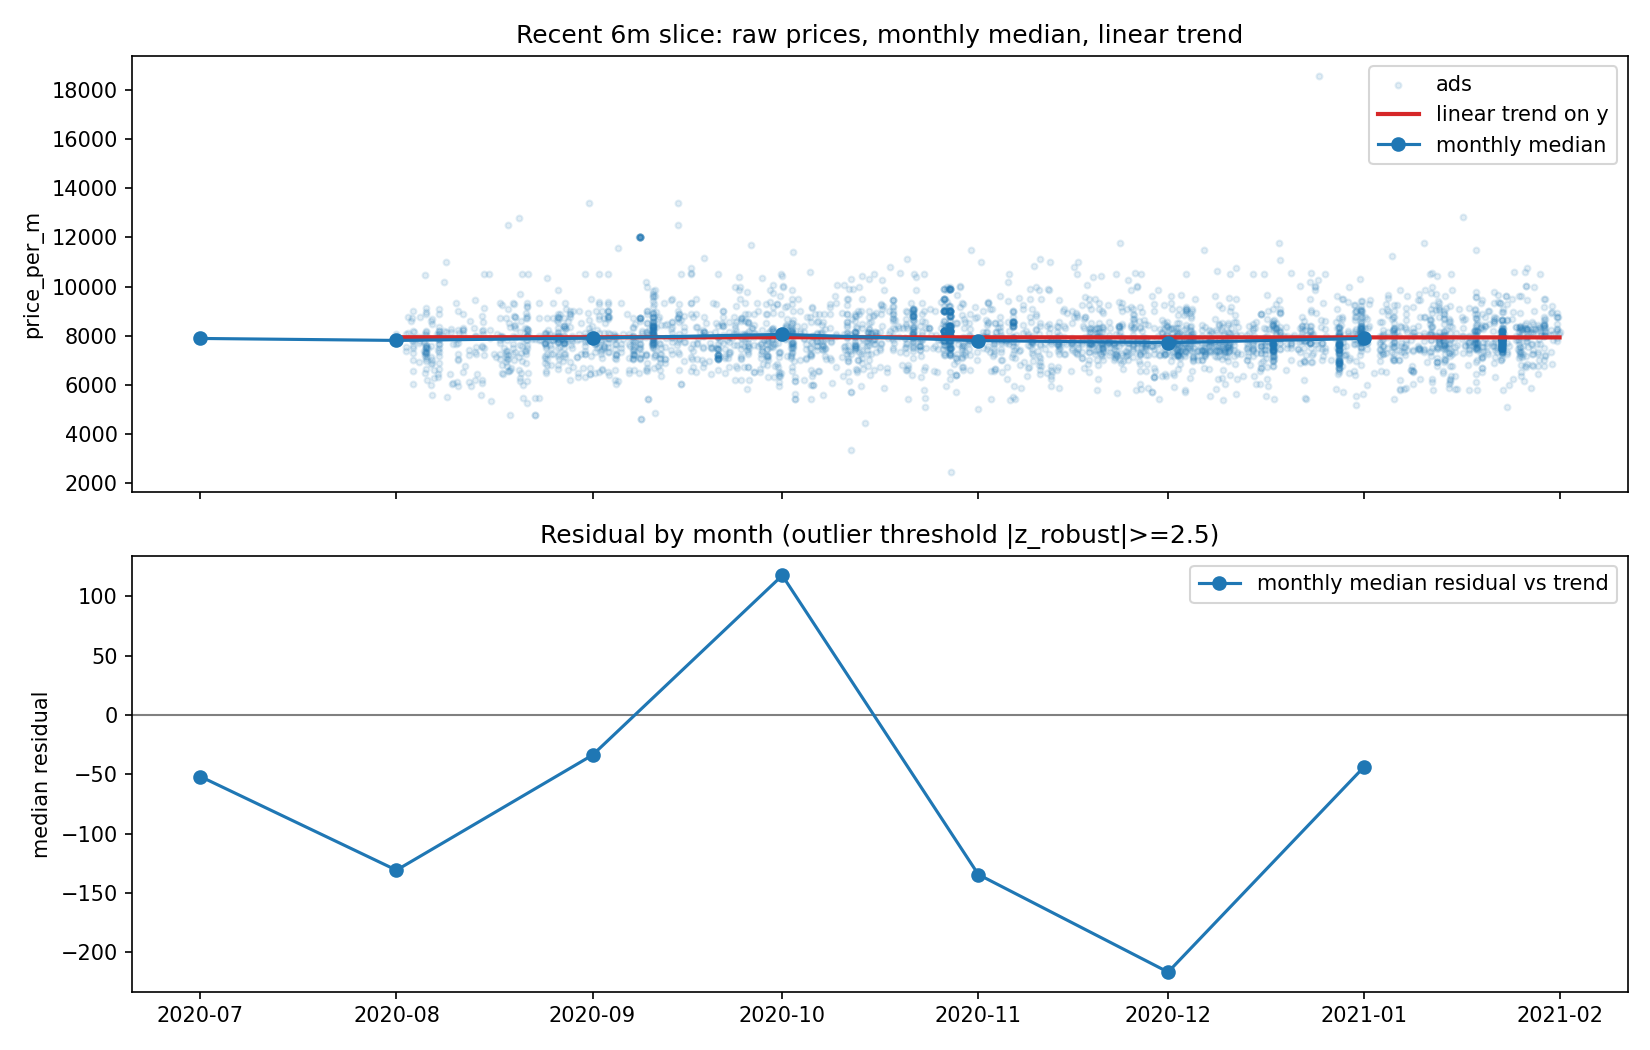 Recent 6m slice: raw prices, monthly median, linear trend
18000
16000
14000
12000
10000
8000
6000
4000
2000
price_per_m
ads
linear trend on y
monthly median
Residual by month (outlier threshold |z_robust|>=2.5)
100
50
0
−50
−100
−150
−200
median residual
monthly median residual vs trend
2020-07 2020-08 2020-09 2020-10 2020-11 2020-12 2021-01 2021-02